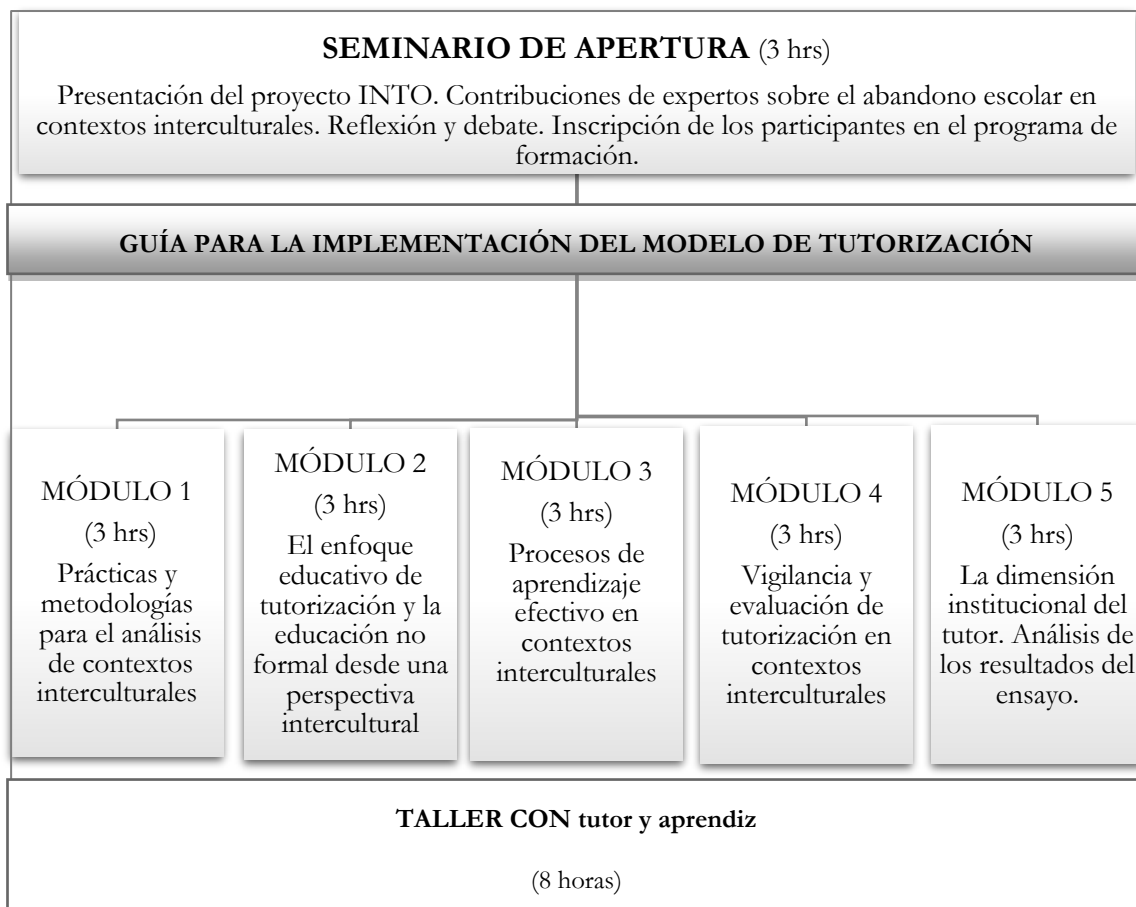 SEMINARIO DE APERTURA (3 hrs)
Presentación del proyecto INTO. Contribuciones de expertos sobre el abandono escolar en
contextos interculturales. Reflexión y debate. Inscripción de los participantes en el programa de
formación.
GUÍA PARA LA IMPLEMENTACIÓN DEL MODELO DE TUTORIZACIÓN
MÓDULO 1
(3 hrs)
Prácticas y
metodologías
para el análisis
de contextos
interculturales
MÓDULO 2
(3 hrs)
El enfoque
educativo de
tutorización y la
educación no
formal desde una
perspectiva
intercultural
MÓDULO 3
(3 hrs)
Procesos de
aprendizaje
efectivo en
contextos
interculturales
MÓDULO 4
(3 hrs)
Vigilancia y
evaluación de
tutorización en
contextos
interculturales
MÓDULO 5
(3 hrs)
La dimensión
institucional del
tutor. Análisis de
los resultados del
ensayo.
TALLER CON tutor y aprendiz
(8 horas)